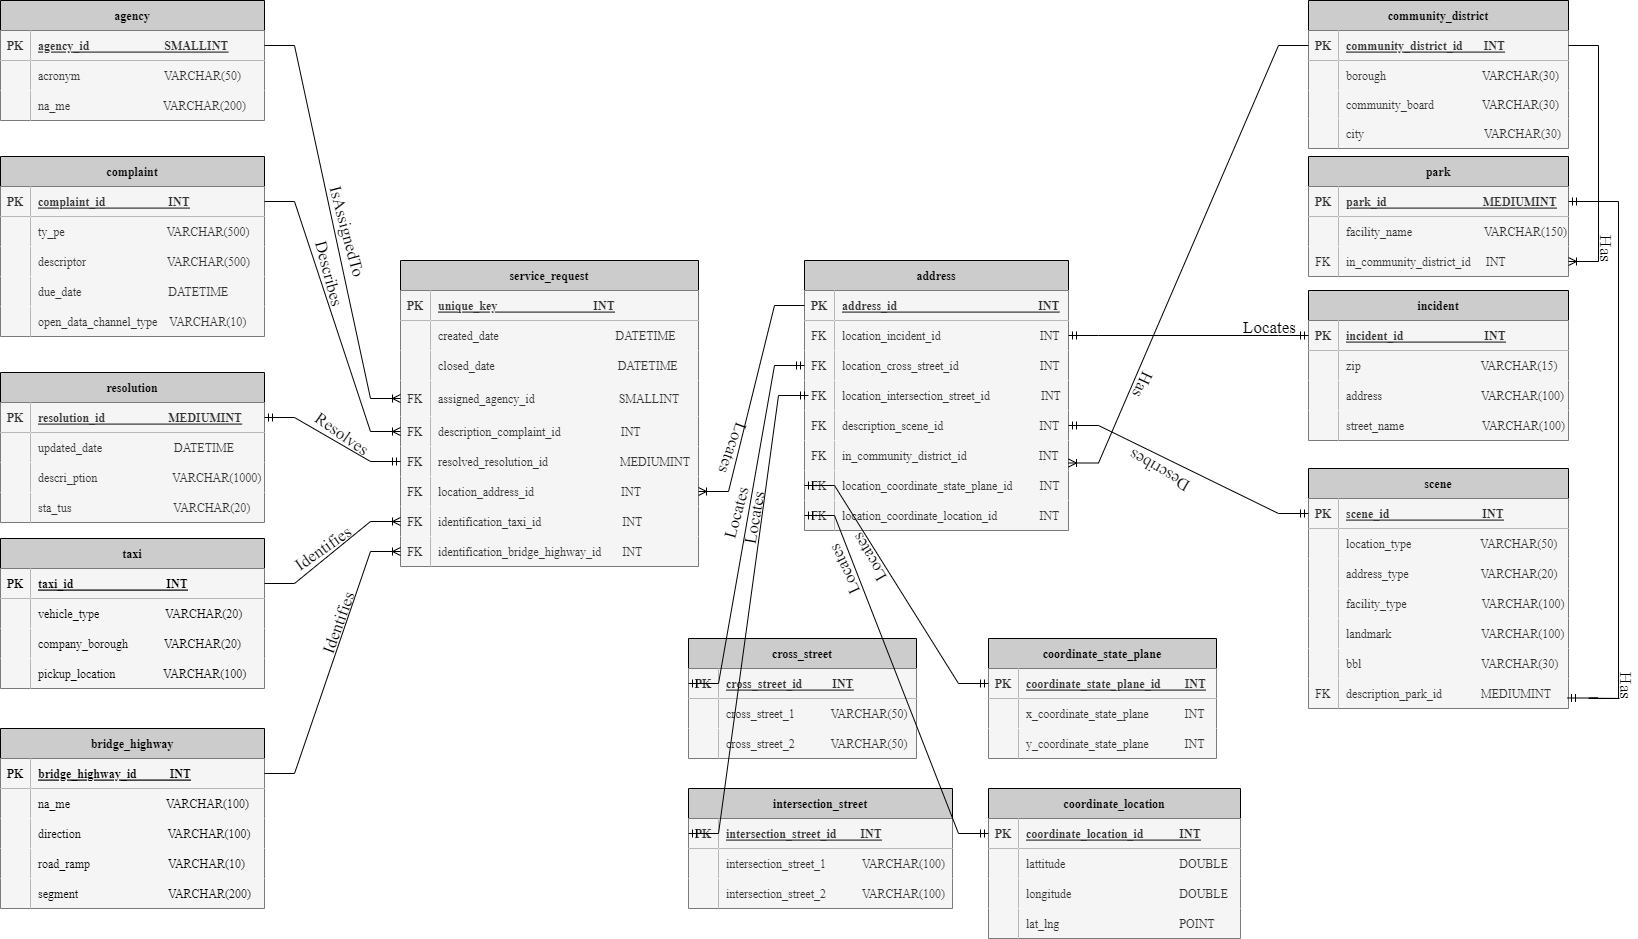 agency
PK agency_id SMALLINT
acronym VARCHAR(50)
na_me VARCHAR(200)
complaint
PK complaint_id INT
ty_pe VARCHAR(500)
descriptor VARCHAR(500)
due_date DATETIME
open_data_channel_type VARCHAR(10)
resolution
PK resolution_id MEDIUMINT
updated_date DATETIME
descri_ption VARCHAR(1000)
sta_tus VARCHAR(20)
taxi
PK taxi_id INT
vehicle_type VARCHAR(20)
company_borough VARCHAR(20)
pickup_location VARCHAR(100)
bridge_highway
PK bridge_highway_id INT
na_me VARCHAR(100)
direction VARCHAR(100)
road_ramp VARCHAR(10)
segment VARCHAR(200)
IsAssignedTo
Describes
Resolves
Identifies
Identifies
service_request
PK unique_key INT
created_date DATETIME
closed_date DATETIME
FK assigned_agency_id SMALLINT
FK description_complaint_id INT
FK resolved_resolution_id MEDIUMINT
FK location_address_id INT
FK identification_taxi_id INT
FK identification_bridge_highway_id INT
Locates
Locates
Locates
address
PK address_id INT
FK location_incident_id INT
FK location_cross_street_id INT
FK location_intersection_street_id INT
FK description_scene_id INT
FK in_community_district_id INT
FK location_coordinate_state_plane_id INT
FK location_coordinate_location_id INT
Locates
Locates
cross_street
PK cross_street_id INT
cross_street_1 VARCHAR(50)
cross_street_2 VARCHAR(50)
intersection_street
PK intersection_street_id INT
intersection_street_1 VARCHAR(100)
intersection_street_2 VARCHAR(100)
coordinate_state_plane
PK coordinate_state_plane_id INT
x_coordinate_state_plane INT
y_coordinate_state_plane INT
coordinate_location
PK coordinate_location_id INT
lattitude DOUBLE
longitude DOUBLE
lat_lng POINT
Has
Locates
Describes
community_district
PK community_district_id INT
borough VARCHAR(30)
community_board VARCHAR(30)
city VARCHAR(30)
park
PK park_id MEDIUMINT
facility_name VARCHAR(150)
FK in_community_district_id INT
Has
incident
PK incident_id INT
zip VARCHAR(15)
address VARCHAR(100)
street_name VARCHAR(100)
scene
PK scene_id INT
location_type VARCHAR(50)
address_type VARCHAR(20)
facility_type VARCHAR(100)
landmark VARCHAR(100)
bbl VARCHAR(30)
FK description_park_id MEDIUMINT
Has